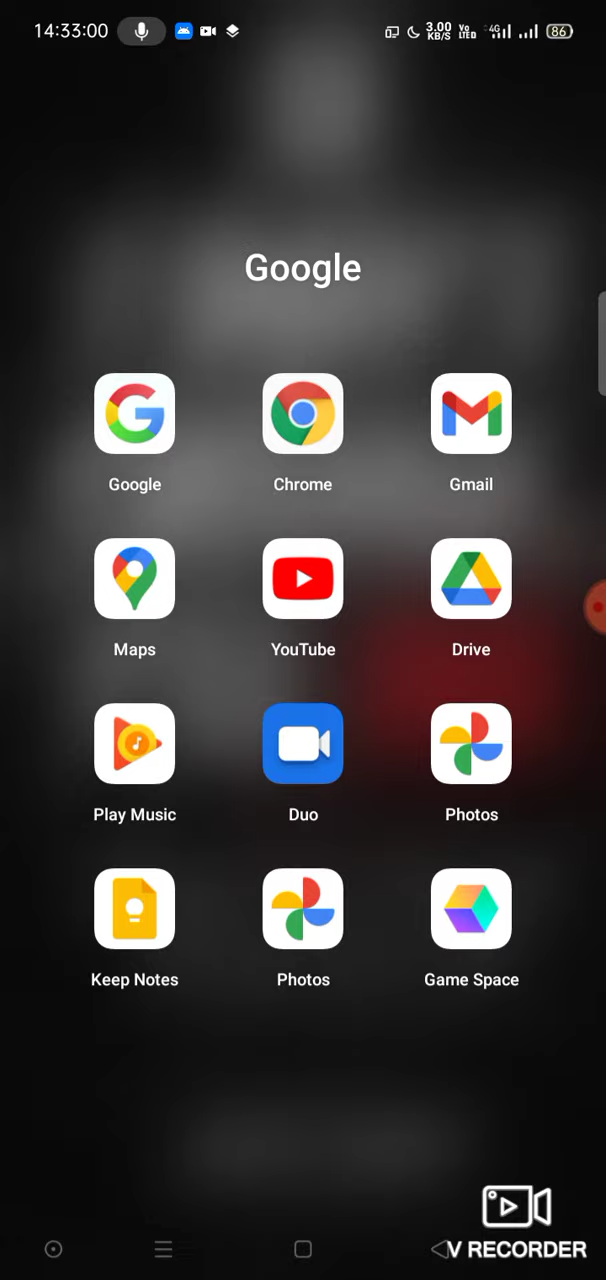 14:33:00 3.00 KB/S Vo LTED 4G 86
Google
Google Chrome Gmail
Maps YouTube Drive
Play Music Duo Photos
Keep Notes Photos Game Space
V RECORDER